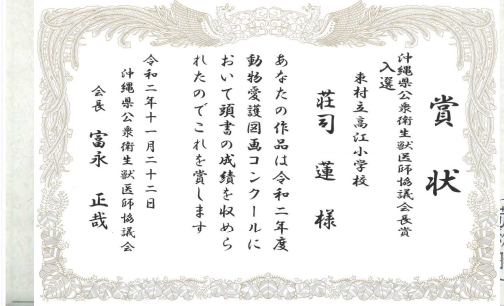 賞状
沖縄県公衆衛生獣医師協議会長賞
入選
東村立高江小学校
荘司 蓮 様
あなたの作品は令和二年度
動物愛護図画コンクールに
おいて頭書の成績を収めら
れたのでこれを賞します
令和二年十一月二十二日
沖縄県公衆衛生獣医師協議会
会長 富永 正哉